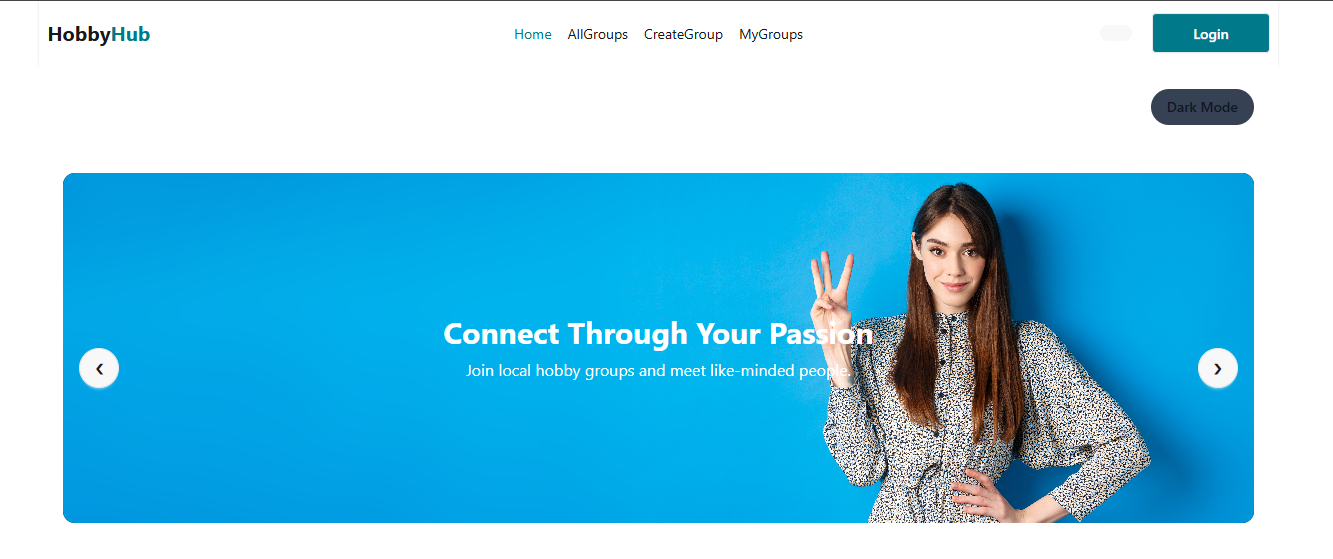 HobbyHub
Home AllGroups CreateGroup MyGroups
Login
Dark Mode
Connect Through Your Passion
Join local hobby groups and meet like-minded people.